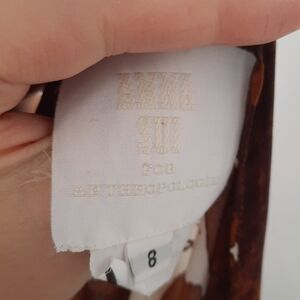 ANNA
SUI
FOR
ANTHROPOLOGIE
8